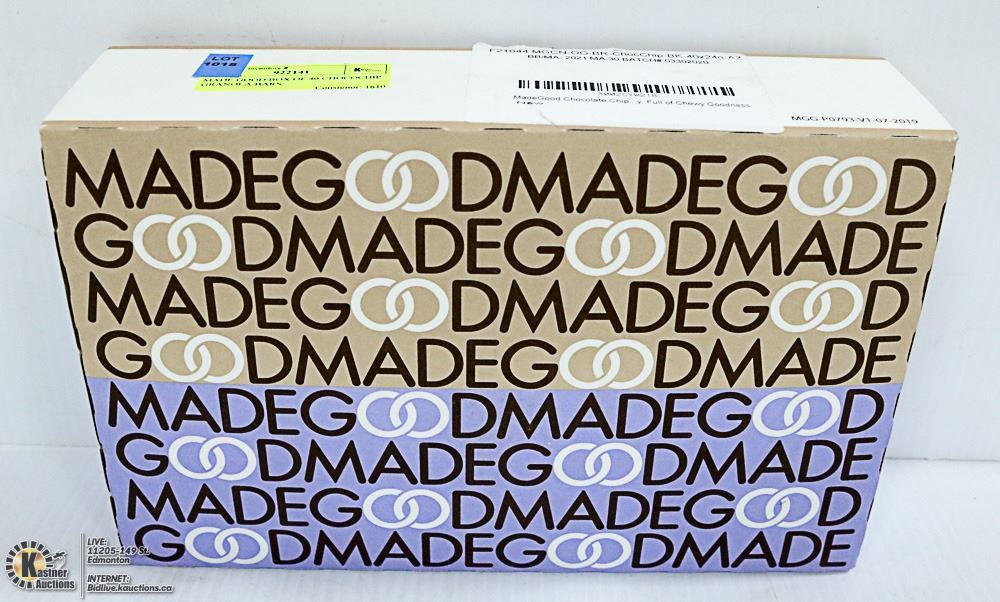 LOT
1018
Inventory #
922141
MADE GOOD BOX OF 40 CHOCOCHIP
GRANOLA BARS
Consignor: 1610
F21644 MGCN-OG-BR-ChocChip-BK-40x24g-A7
BB/MA: 2021 MA 30 BATCH# 03302020
MadeGood Chocolate Chip
y, Full of Chewy Goodness
New
MGG-P0793-V1-07-2019
MADEGOODMADEGOOD
GOODMADEGOODMADE
MADEGOODMADEGOOD
GOODMADEGOODMADE
MADEGOODMADEGOOD
GOODMADEGOODMADE
MADEGOODMADEGOOD
GOODMADEGOODMADE
Kastner
Auctions
LIVE:
11205-149 St.
Edmonton
INTERNET:
Bidlive.kauctions.ca